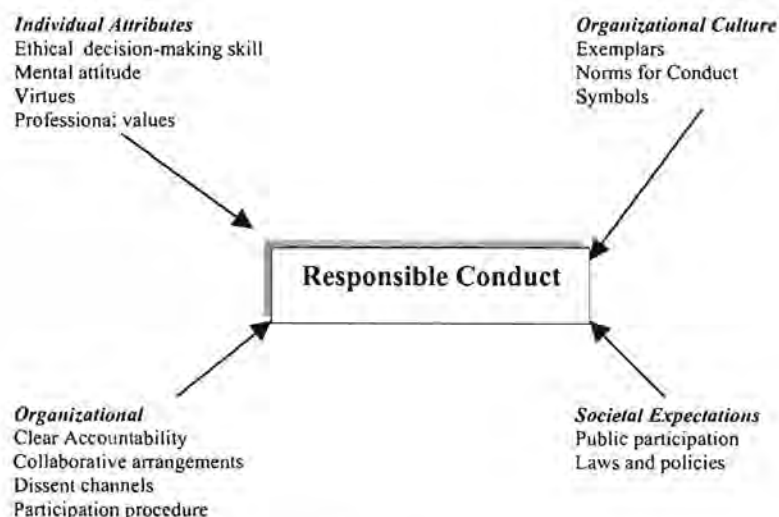 Individual Attributes
Ethical decision-making skill
Mental attitude
Virtues
Professional values
Organizational Culture
Exemplars
Norms for Conduct
Symbols
Responsible Conduct
Organizational
Clear Accountability
Collaborative arrangements
Dissent channels
Participation procedure
Societal Expectations
Public participation
Laws and policies